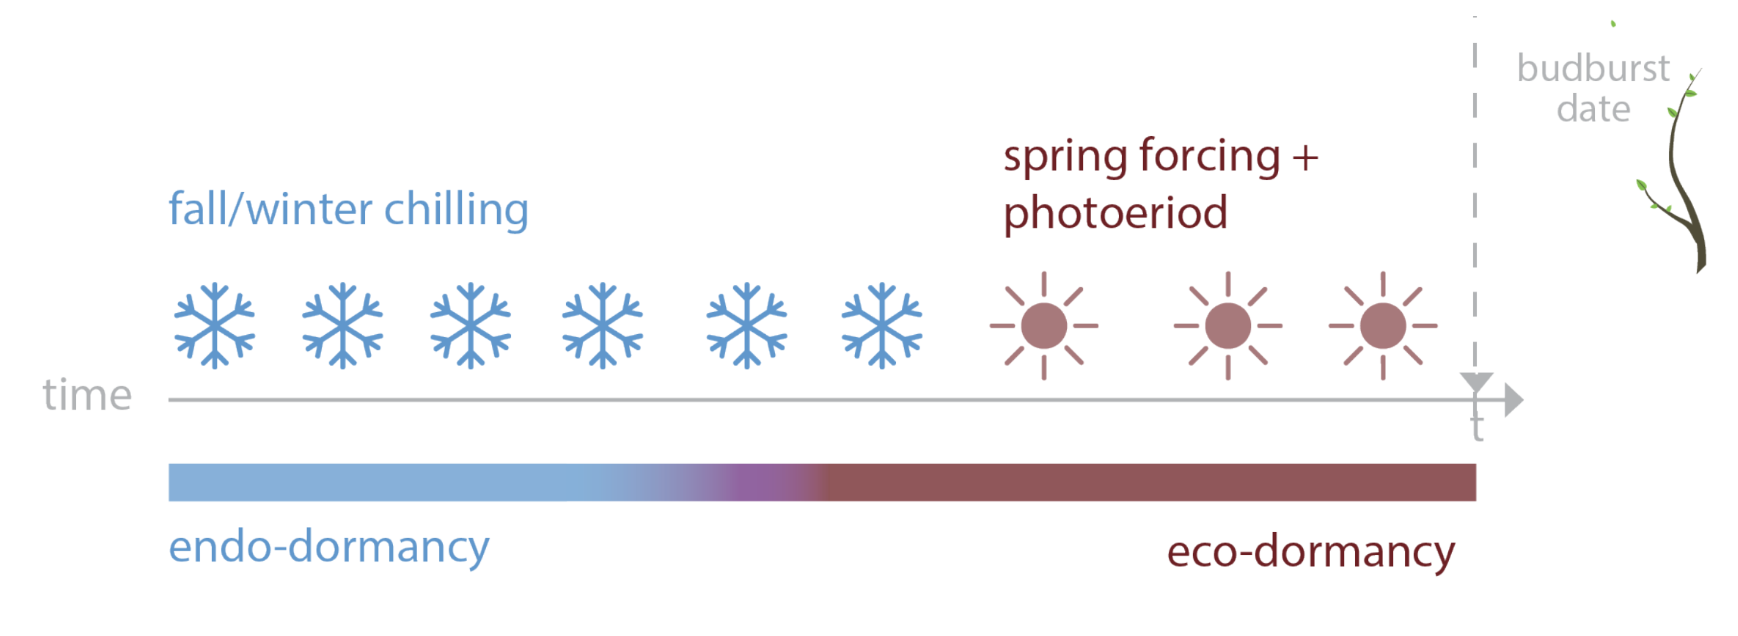 budburst
date
spring forcing +
photoeriod
fall/winter chilling
time
t
endo-dormancy
eco-dormancy